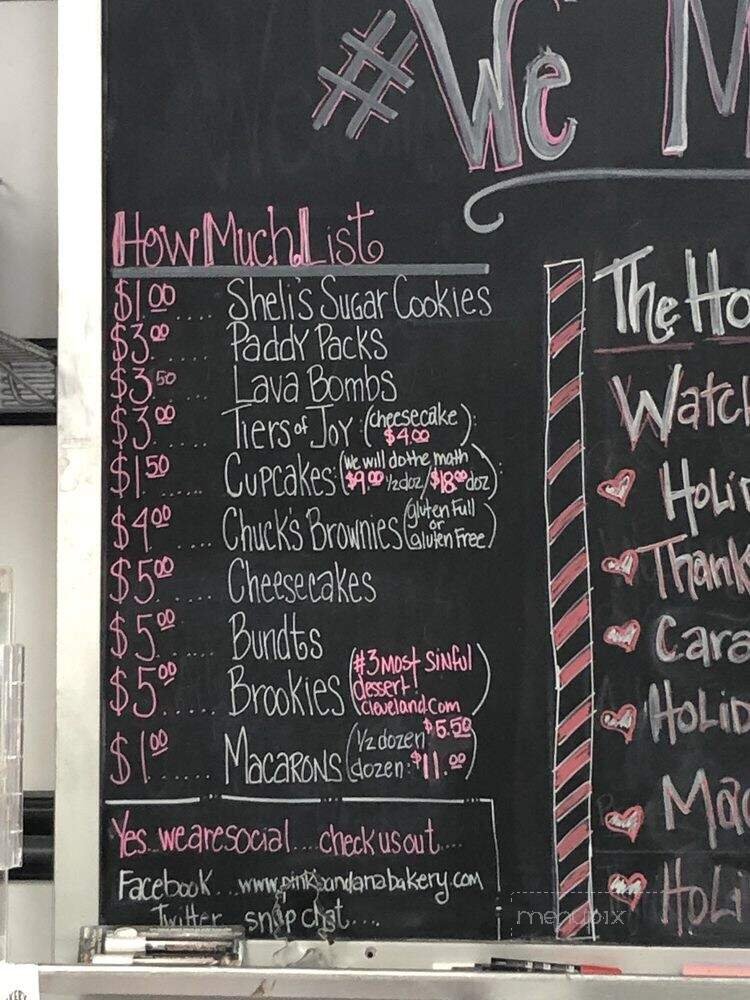 #We M
How Much List
$1.00 ..... Sheli's Sugar Cookies
$3.00 ..... Paddy Packs
$3.50 ..... Lava Bombs
$3.00 ..... Tiers of Joy (cheesecake $4.00)
$1.50 ..... Cupcakes (we will do the math $9.00 1/2 doz / $18.00 doz)
$4.00 ..... Chuck's Brownies (gluten Full or gluten Free)
$5.00 ..... Cheesecakes
$5.00 ..... Bundts
$5.00 ..... Brookies (#3 Most Sinful dessert! cleveland.com)
$1.00 ..... Macarons (1/2 dozen $5.50 dozen: $11.00)
Yes.. we are social.... check us out....
Facebook... www.pinkbandanabakery.com
Twitter snapchat....
The Ho
Watch
Holi
Thank
Cara
Holid
Mac
Holi
menupix